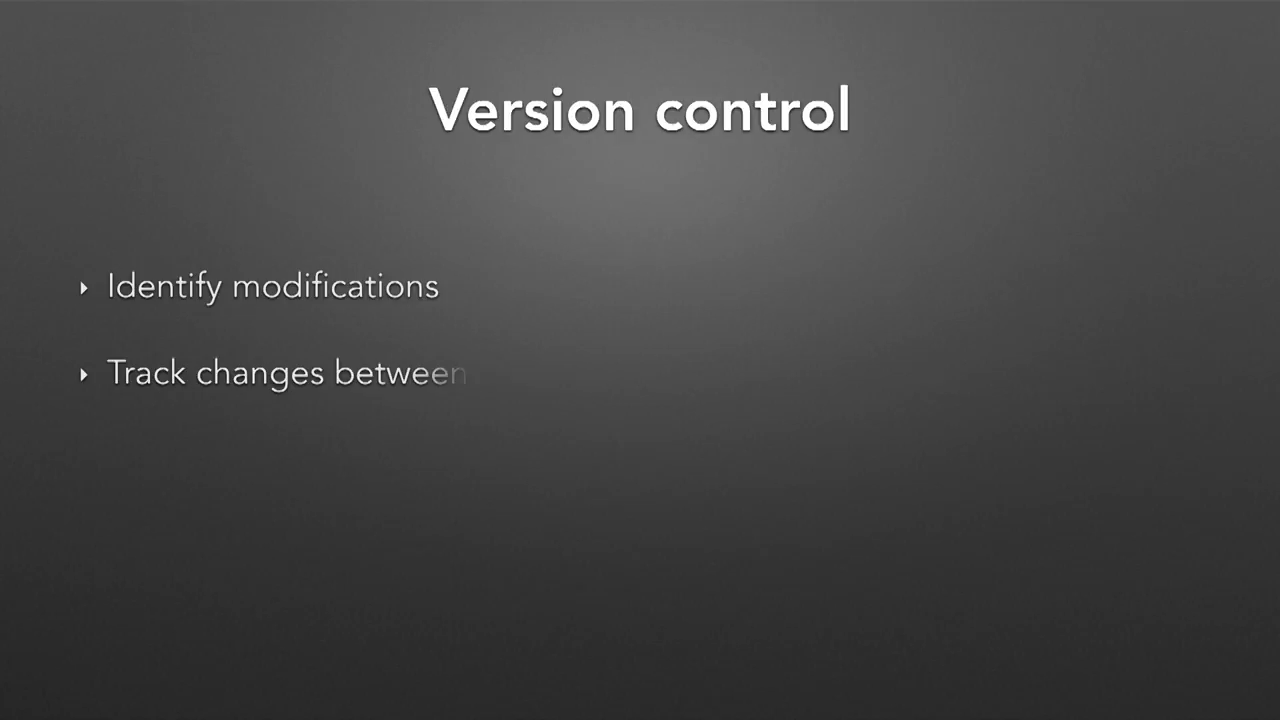 Version control
Identify modifications
Track changes between